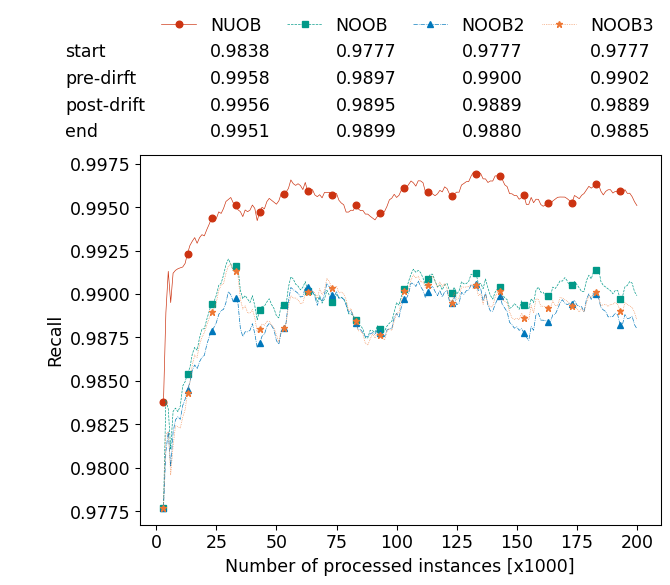 NUOB NOOB NOOB2 NOOB3
start 0.9838 0.9777 0.9777 0.9777
pre-dirft 0.9958 0.9897 0.9900 0.9902
post-drift 0.9956 0.9895 0.9889 0.9889
end 0.9951 0.9899 0.9880 0.9885
0.9975
0.9950
0.9925
0.9900
0.9875
0.9850
0.9825
0.9800
0.9775
Recall
0 25 50 75 100 125 150 175 200
Number of processed instances [x1000]